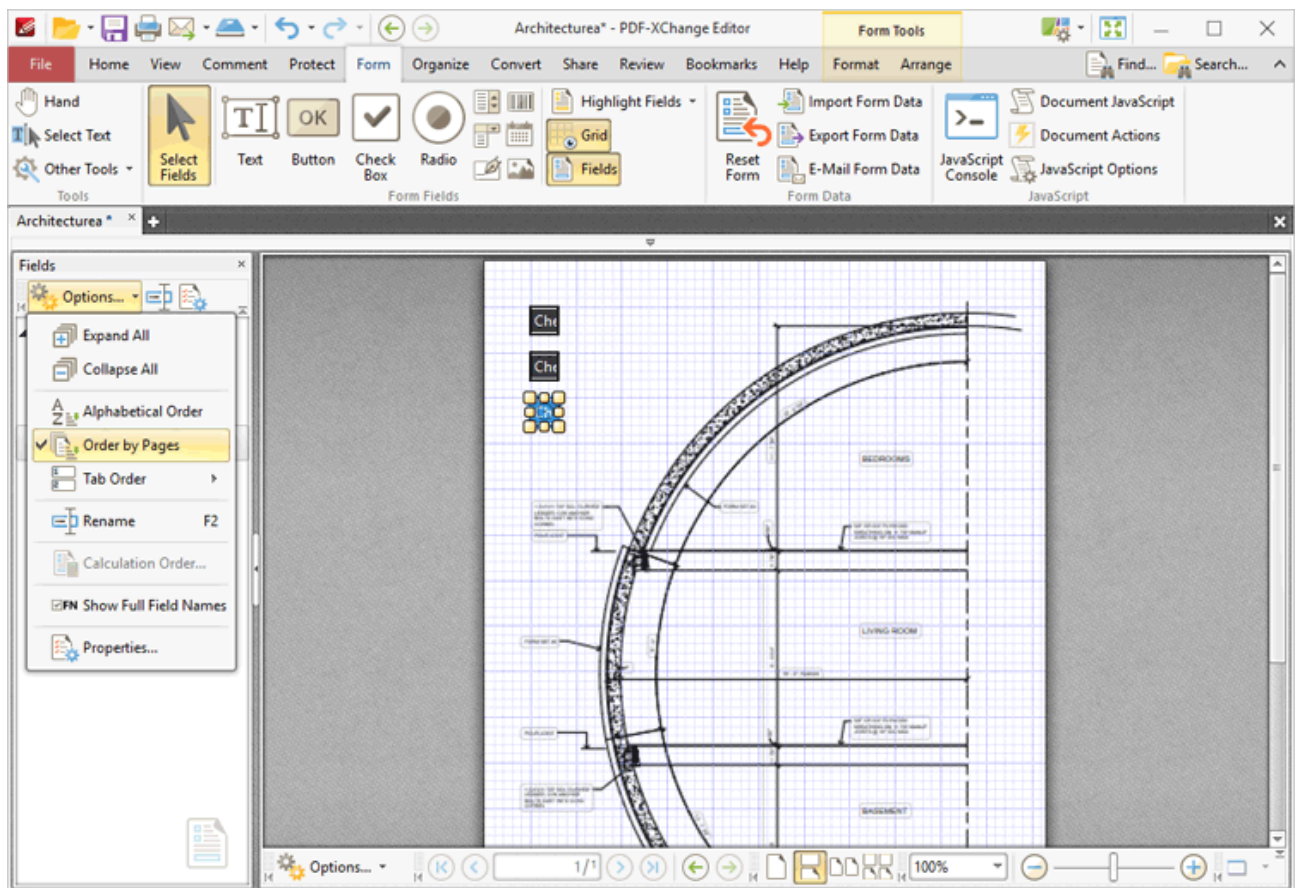 Architecturea* - PDF-XChange Editor
Form Tools
File Home View Comment Protect Form Organize Convert Share Review Bookmarks Help Format Arrange Find... Search...
Hand
Select Text
Other Tools
Tools
Select Fields
Text
OK
Button
Check Box
Radio
Highlight Fields
Grid
Fields
Form Fields
Reset Form
Import Form Data
Export Form Data
E-Mail Form Data
Form Data
JavaScript Console
Document JavaScript
Document Actions
JavaScript Options
JavaScript
Architecturea *
Fields
Options...
Expand All
Collapse All
Alphabetical Order
Order by Pages
Tab Order
Rename F2
Calculation Order...
FN Show Full Field Names
Properties...
Che
Che
BEDROOMS
LIVING ROOM
BASEMENT
Options...
1/1
100%